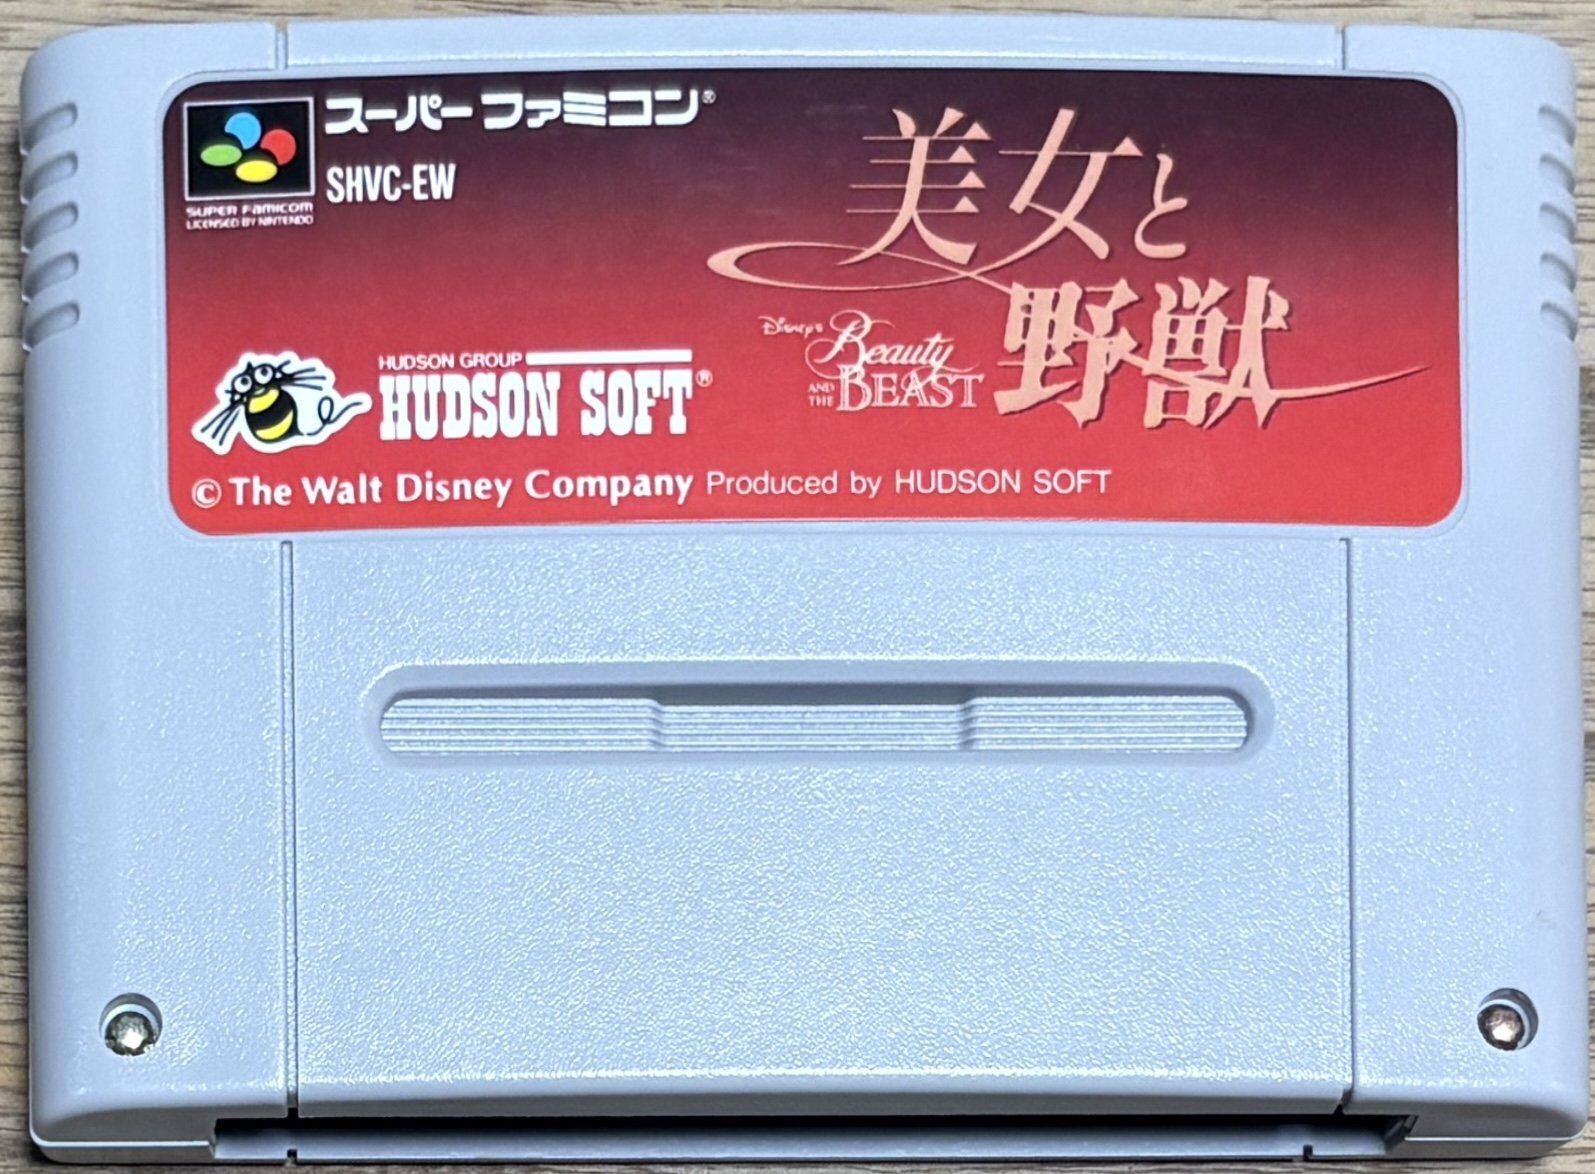 スーパーファミコン®
SHVC-EW
SUPER FAMICOM
LICENSED BY NINTENDO
美女と
野獣
Disney's
Beauty
AND THE BEAST
HUDSON GROUP
HUDSON SOFT®
© The Walt Disney Company Produced by HUDSON SOFT